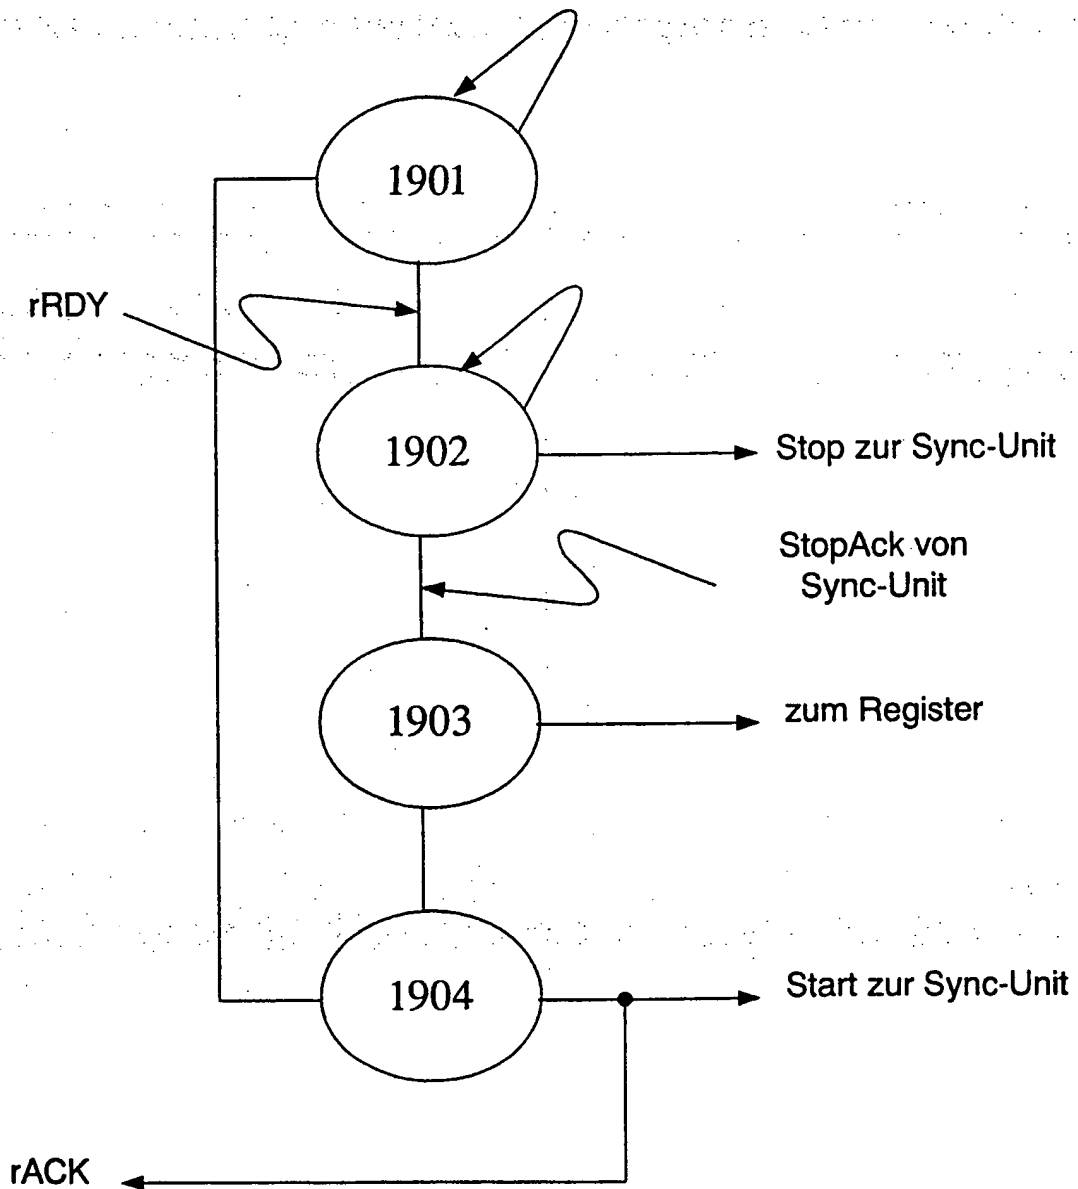 1901
rRDY
1902
Stop zur Sync-Unit
StopAck von
Sync-Unit
1903
zum Register
1904
Start zur Sync-Unit
rACK